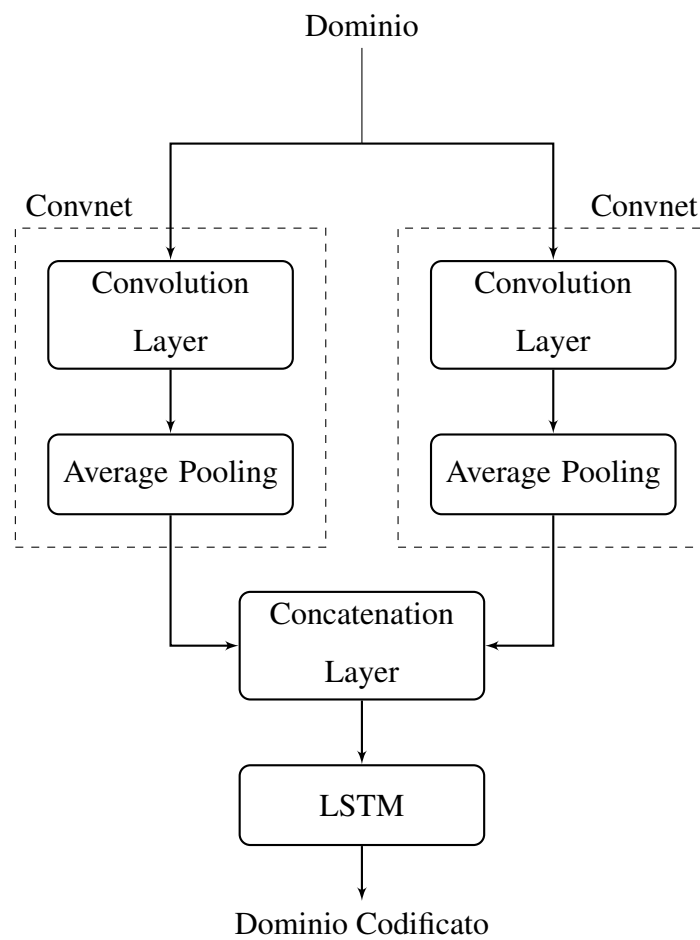 Dominio
Convnet
Convnet
Convolution
Layer
Convolution
Layer
Average Pooling
Average Pooling
Concatenation
Layer
LSTM
Dominio Codificato